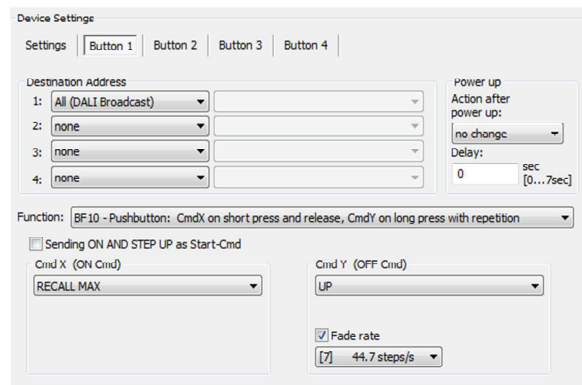 Device Settings
Settings Button 1 Button 2 Button 3 Button 4
Destination Address
1: All (DALI Broadcast)
2: none
3: none
4: none
Power up
Action after
power up:
no change
Delay:
0 sec
[0...7sec]
Function: BF10 - Pushbutton: CmdX on short press and release, CmdY on long press with repetition
Sending ON AND STEP UP as Start-Cmd
Cmd X (ON Cmd)
RECALL MAX
Cmd Y (OFF Cmd)
UP
Fade rate
[7] 44.7 steps/s